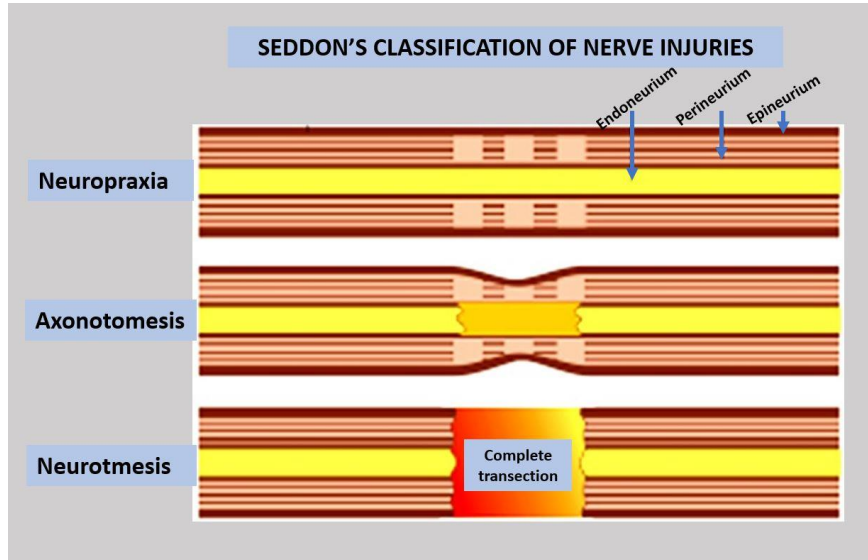 SEDDON'S CLASSIFICATION OF NERVE INJURIES
Endoneurium
Perineurium
Epineurium
Neuropraxia
Axonotomesis
Neurotmesis
Complete
transection